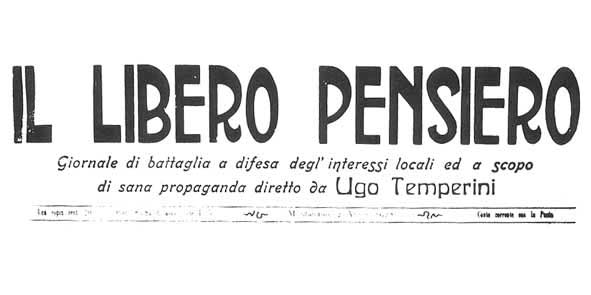 IL LIBERO PENSIERO
Giornale di battaglia a difesa degl' interessi locali ed a scopo
di sana propaganda diretto da Ugo Temperini
Conto corrente con la Posta